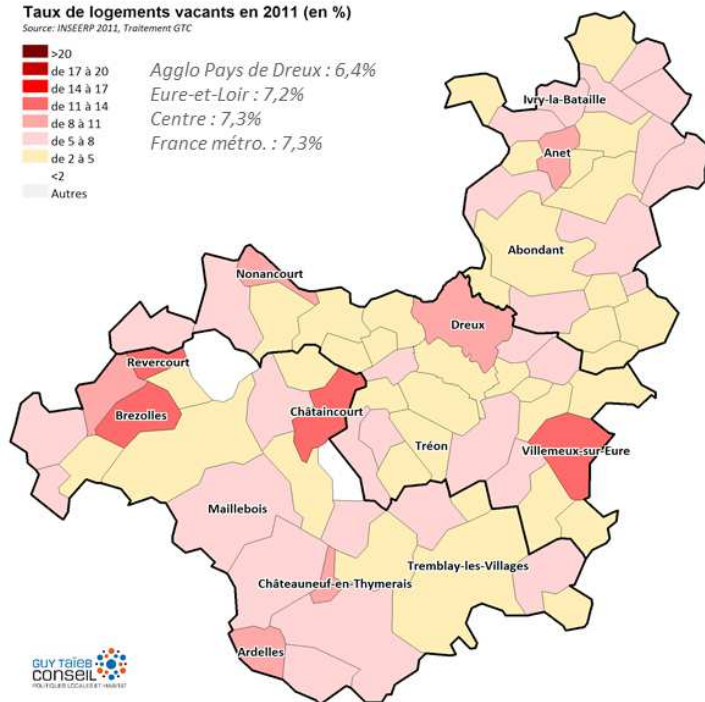 Taux de logements vacants en 2011 (en %)
Source: INSEERP 2011, Traitement GTC
>20
de 17 à 20
de 14 à 17
de 11 à 14
de 8 à 11
de 5 à 8
de 2 à 5
<2
Autres
Agglo Pays de Dreux : 6,4%
Eure-et-Loir : 7,2%
Centre : 7,3%
France métro. : 7,3%
Ivry-la-Bataille
Anet
Abondant
Nonancourt
Dreux
Revercourt
Brezolles
Châtaincourt
Tréon
Villemeux-sur-Eure
Maillebois
Tremblay-les-Villages
Châteauneuf-en-Thymerais
Ardelles
GUY TAÏEB
CONSEIL
POLITIQUES LOCALES ET HABITAT